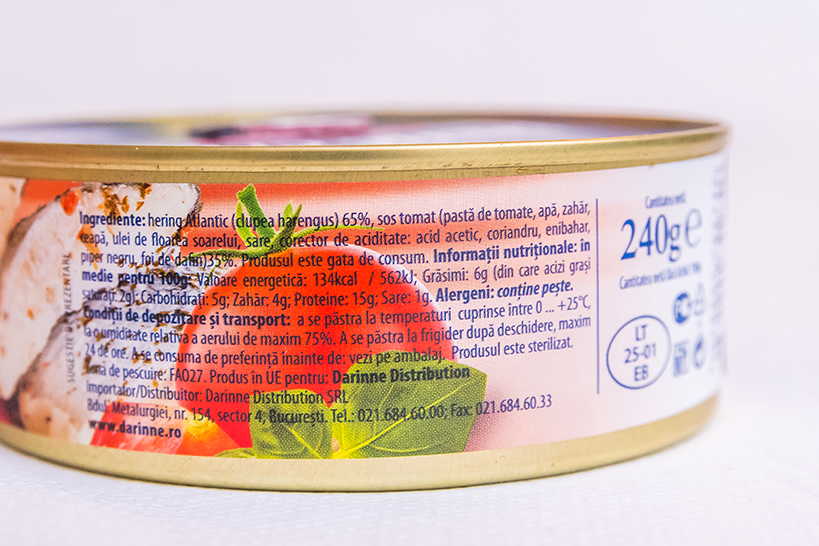 Ingrediente: hering Atlantic (clupea harengus) 65%, sos tomat (pastă de tomate, apă, zahăr,
ceapă, ulei de floarea soarelui, sare, corector de aciditate: acid acetic, coriandru, enibahar,
piper negru, foi de dafin)35%. Produsul este gata de consum. Informații nutriționale: în
medie pentru 100g: Valoare energetică: 134kcal / 562kJ; Grăsimi: 6g (din care acizi grași
saturați: 2g); Carbohidrați: 5g; Zahăr: 4g; Proteine: 15g; Sare: 1g. Alergeni: conține pește.
Condiții de depozitare și transport: a se păstra la temperaturi cuprinse între 0 ... +25℃,
la o umiditate relativa a aerului de maxim 75%. A se păstra la frigider după deschidere, maxim
24 de ore. A se consuma de preferință înainte de: vezi pe ambalaj. Produsul este sterilizat.
Zona de pescuire: FAO27. Produs în UE pentru: Darinne Distribution
Importator/Distribuitor: Darinne Distribution SRL
Bdul. Metalurgiei, nr. 154, sector 4, București. Tel.: 021.684.60.00; Fax: 021.684.60.33
www.darinne.ro
SUGESTIE DE PREZENTARE
Cantitatea netă
240g e
Cantitatea netă
LT
25-01
EB